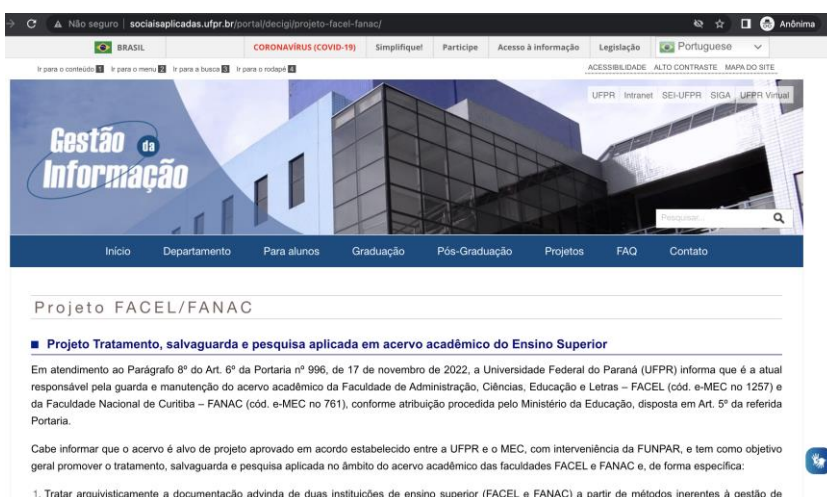 Não seguro | sociaisaplicadas.ufpr.br/portal/decigi/projeto-facel-fanac/ Anônima
BRASIL CORONAVÍRUS (COVID-19) Simplifique! Participe Acesso à informação Legislação Portuguese
Ir para o conteúdo 1 Ir para o menu 2 Ir para a busca 3 Ir para o rodapé 4 ACESSIBILIDADE ALTO CONTRASTE MAPA DO SITE
UFPR Intranet SEI-UFPR SIGA UFPR Virtual
Gestão da
Informação
Pesquisar...
Início Departamento Para alunos Graduação Pós-Graduação Projetos FAQ Contato
Projeto FACEL/FANAC
Projeto Tratamento, salvaguarda e pesquisa aplicada em acervo acadêmico do Ensino Superior
Em atendimento ao Parágrafo 8º do Art. 6º da Portaria nº 996, de 17 de novembro de 2022, a Universidade Federal do Paraná (UFPR) informa que é a atual
responsável pela guarda e manutenção do acervo acadêmico da Faculdade de Administração, Ciências, Educação e Letras – FACEL (cód. e-MEC no 1257) e
da Faculdade Nacional de Curitiba – FANAC (cód. e-MEC no 761), conforme atribuição procedida pelo Ministério da Educação, disposta em Art. 5º da referida
Portaria.
Cabe informar que o acervo é alvo de projeto aprovado em acordo estabelecido entre a UFPR e o MEC, com interveniência da FUNPAR, e tem como objetivo
geral promover o tratamento, salvaguarda e pesquisa aplicada no âmbito do acervo acadêmico das faculdades FACEL e FANAC e, de forma específica:
1. Tratar arquivisticamente a documentação advinda de duas instituições de ensino superior (FACEL e FANAC) a partir de métodos inerentes à gestão de